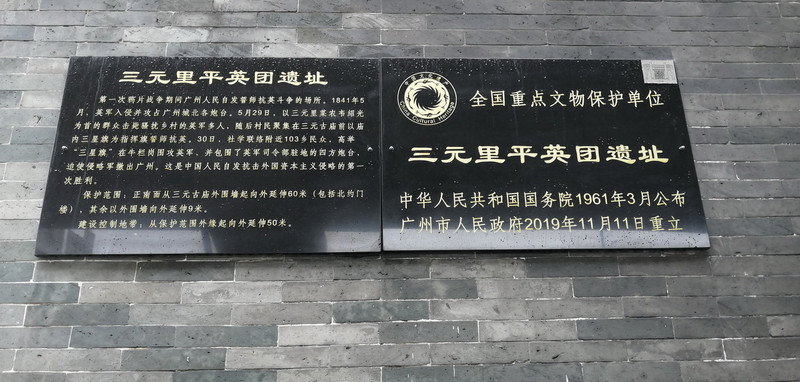 三元里平英团遗址
第一次鸦片战争期间广州人民自发誓师抗英斗争的场所。1841年5
月，英军入侵并攻占广州城北各炮台。5月29日，以三元里菜农韦绍光
为首的群众击毙骚扰乡村的英军多人，随后村民聚集在三元古庙前以庙
内三星旗为指挥旗誓师抗英。30日，社学联络附近103乡民众，高举
“三星旗”在牛栏岗围攻英军，并包围了英军司令部驻地的四方炮台，
迫使侵略军撤出广州。这是中国人民自发抗击外国资本主义侵略的第一
次胜利。
保护范围：正南面从三元古庙外围墙起向外延伸60米（包括北约门
楼），其余以外围墙向外延伸9米。
建设控制地带：从保护范围外缘起向外延伸50米。
中国文化遗产
China Cultural Heritage
全国重点文物保护单位
三元里平英团遗址
中华人民共和国国务院1961年3月公布
广州市人民政府2019年11月11日重立